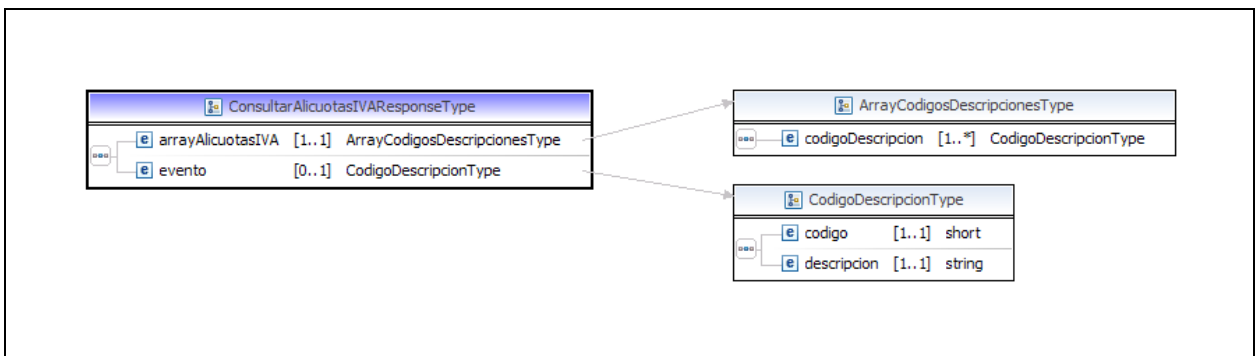 ConsultarAlicuotasIVAResponseType
e arrayAlicuotasIVA [1..1] ArrayCodigosDescripcionesType
e evento [0..1] CodigoDescripcionType
ArrayCodigosDescripcionesType
e codigoDescripcion [1..*] CodigoDescripcionType
CodigoDescripcionType
e codigo [1..1] short
e descripcion [1..1] string